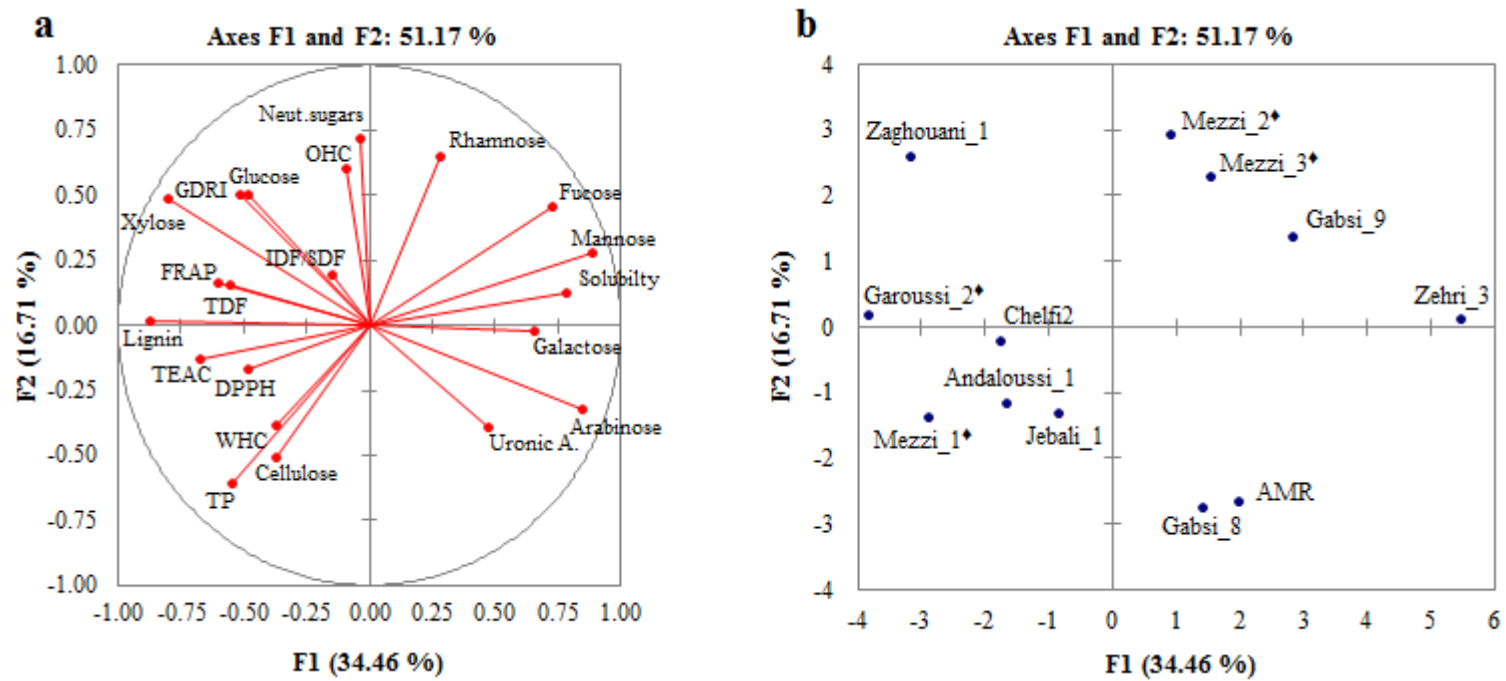 a
Axes F1 and F2: 51.17 %
1.00
0.75
0.50
0.25
0.00
-0.25
-0.50
-0.75
-1.00
F2 (16.71 %)
Neut.sugars
OHC
Rhamnose
Glucose
GDRI
Xylose
Fucose
Mannose
IDF/SDF
FRAP
Solubilty
TDF
Lignin
Galactose
TEAC
DPPH
WHC
Arabinose
Uronic A.
Cellulose
TP
-1.00 -0.75 -0.50 -0.25 0.00 0.25 0.50 0.75 1.00
F1 (34.46 %)
b
Axes F1 and F2: 51.17 %
4
3
2
1
0
-1
-2
-3
-4
F2 (16.71 %)
Zaghouani_1
Mezzi_2♦
Mezzi_3♦
Gabsi_9
Garoussi_2♦
Chelfi2
Zehri_3
Andaloussi_1
Mezzi_1♦
Jebali_1
AMR
Gabsi_8
-4 -3 -2 -1 0 1 2 3 4 5 6
F1 (34.46 %)